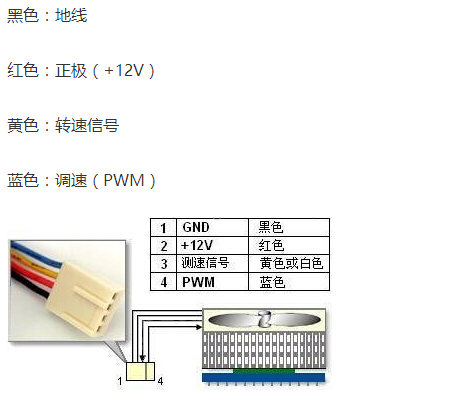 黑色：地线
红色：正极（+12V）
黄色：转速信号
蓝色：调速（PWM）
1 GND 黑色
2 +12V 红色
3 测速信号 黄色或白色
4 PWM 蓝色
1 4